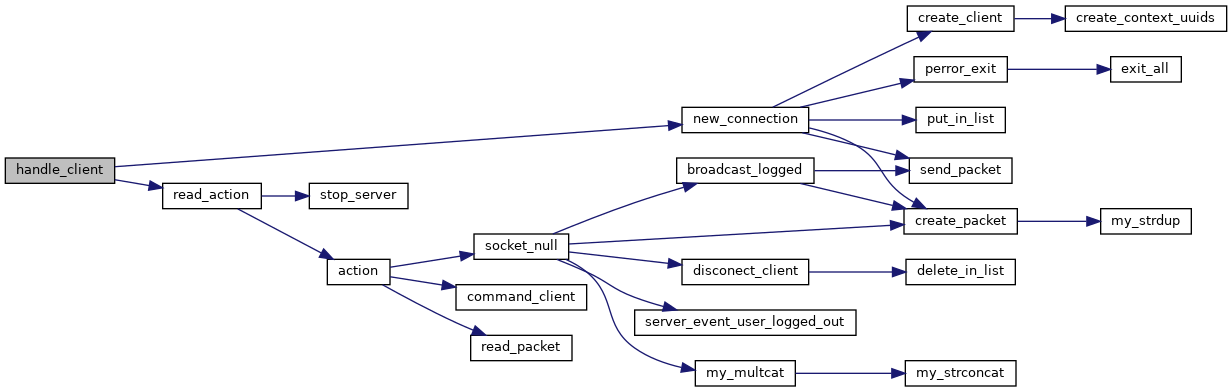 create_client
create_context_uuids
perror_exit
exit_all
new_connection
put_in_list
handle_client
broadcast_logged
send_packet
read_action
stop_server
create_packet
my_strdup
socket_null
action
disconect_client
delete_in_list
command_client
server_event_user_logged_out
read_packet
my_multcat
my_strconcat